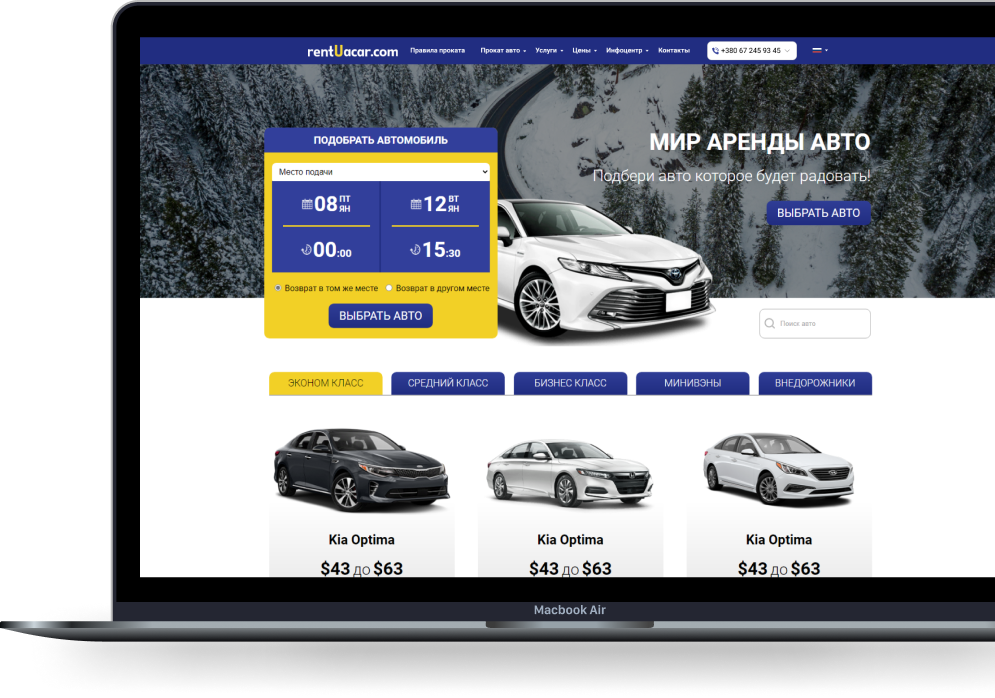 rentUacar.com Правила проката Прокат авто Услуги Цены Инфоцентр Контакты +380 67 245 93 45
ПОДОБРАТЬ АВТОМОБИЛЬ
Место подачи
08 ПТ ЯН 12 ВТ ЯН
00:00 15:30
Возврат в том же месте Возврат в другом месте
ВЫБРАТЬ АВТО
МИР АРЕНДЫ АВТО
Подбери авто которое будет радовать!
ВЫБРАТЬ АВТО
Поиск авто
ЭКОНОМ КЛАСС СРЕДНИЙ КЛАСС БИЗНЕС КЛАСС МИНИВЭНЫ ВНЕДОРОЖНИКИ
Kia Optima Kia Optima Kia Optima
$43 ДО $63 $43 ДО $63 $43 ДО $63
Macbook Air